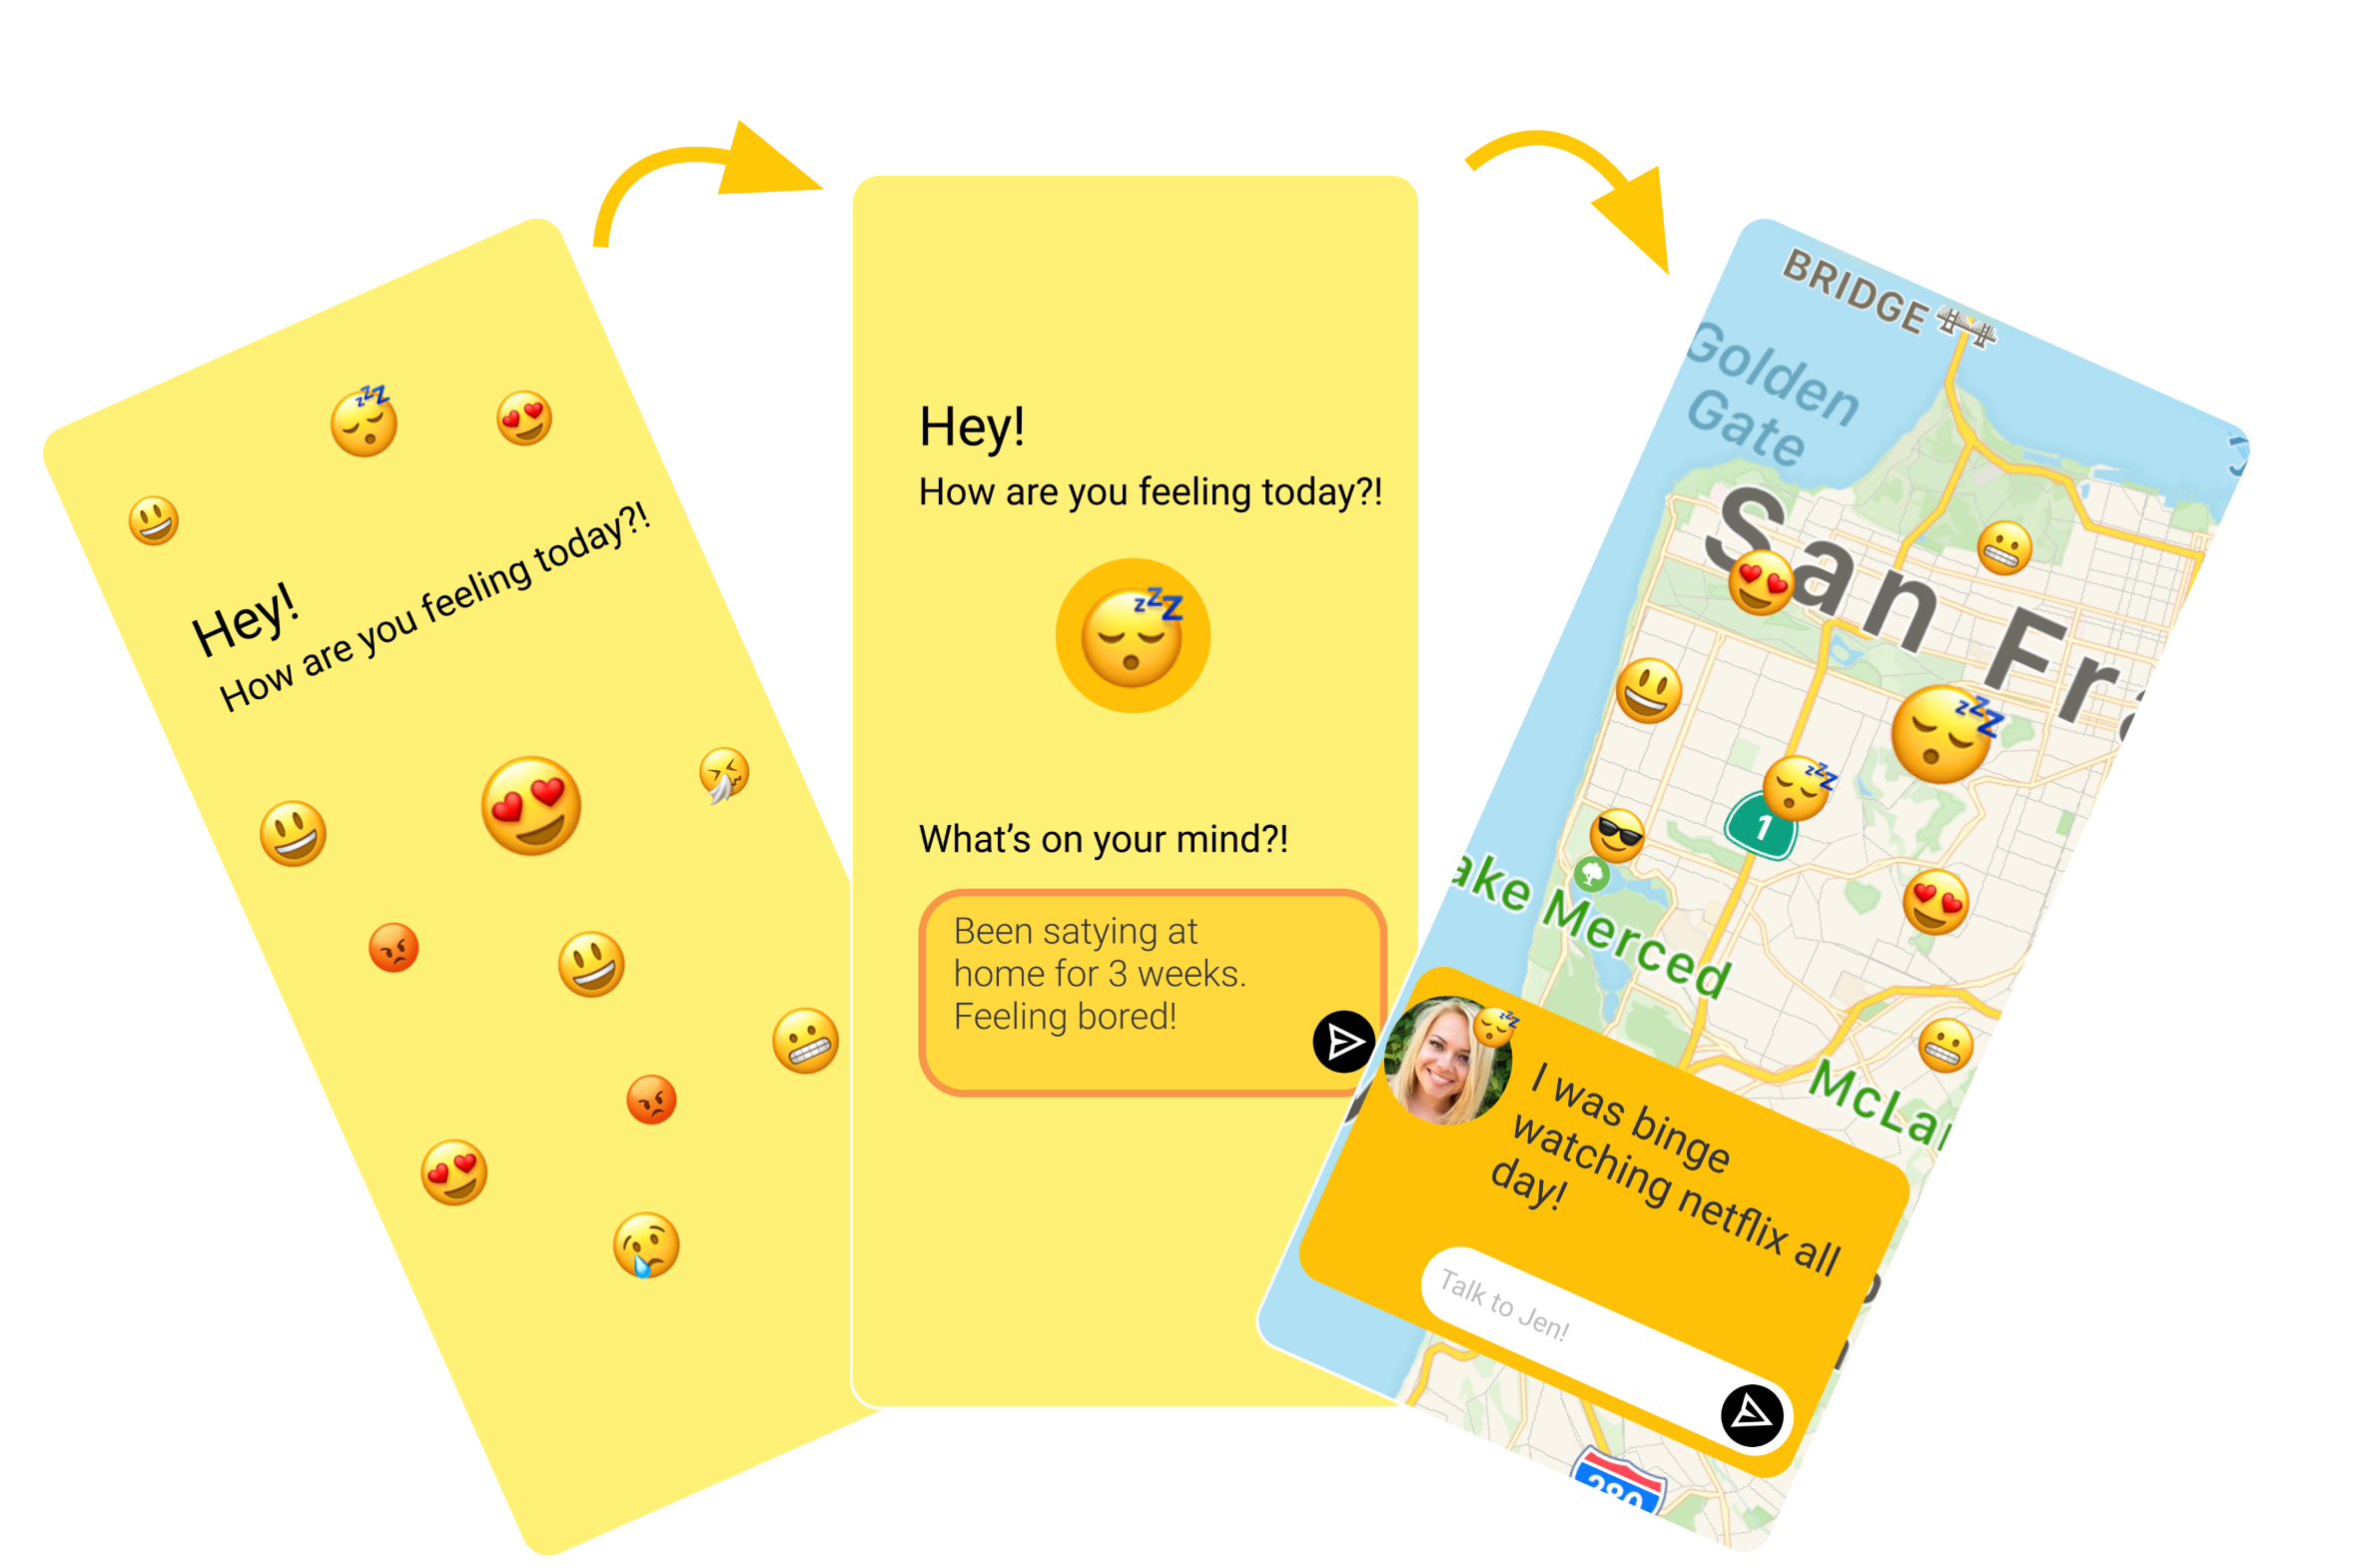 Hey!
How are you feeling today?!
Hey!
How are you feeling today?!
What's on your mind?!
Been satying at
home for 3 weeks.
Feeling bored!
BRIDGE
Golden
Gate
San Fra
1
ake Merced
McLa
I was binge
watching netflix all
day!
Talk to Jen!
280